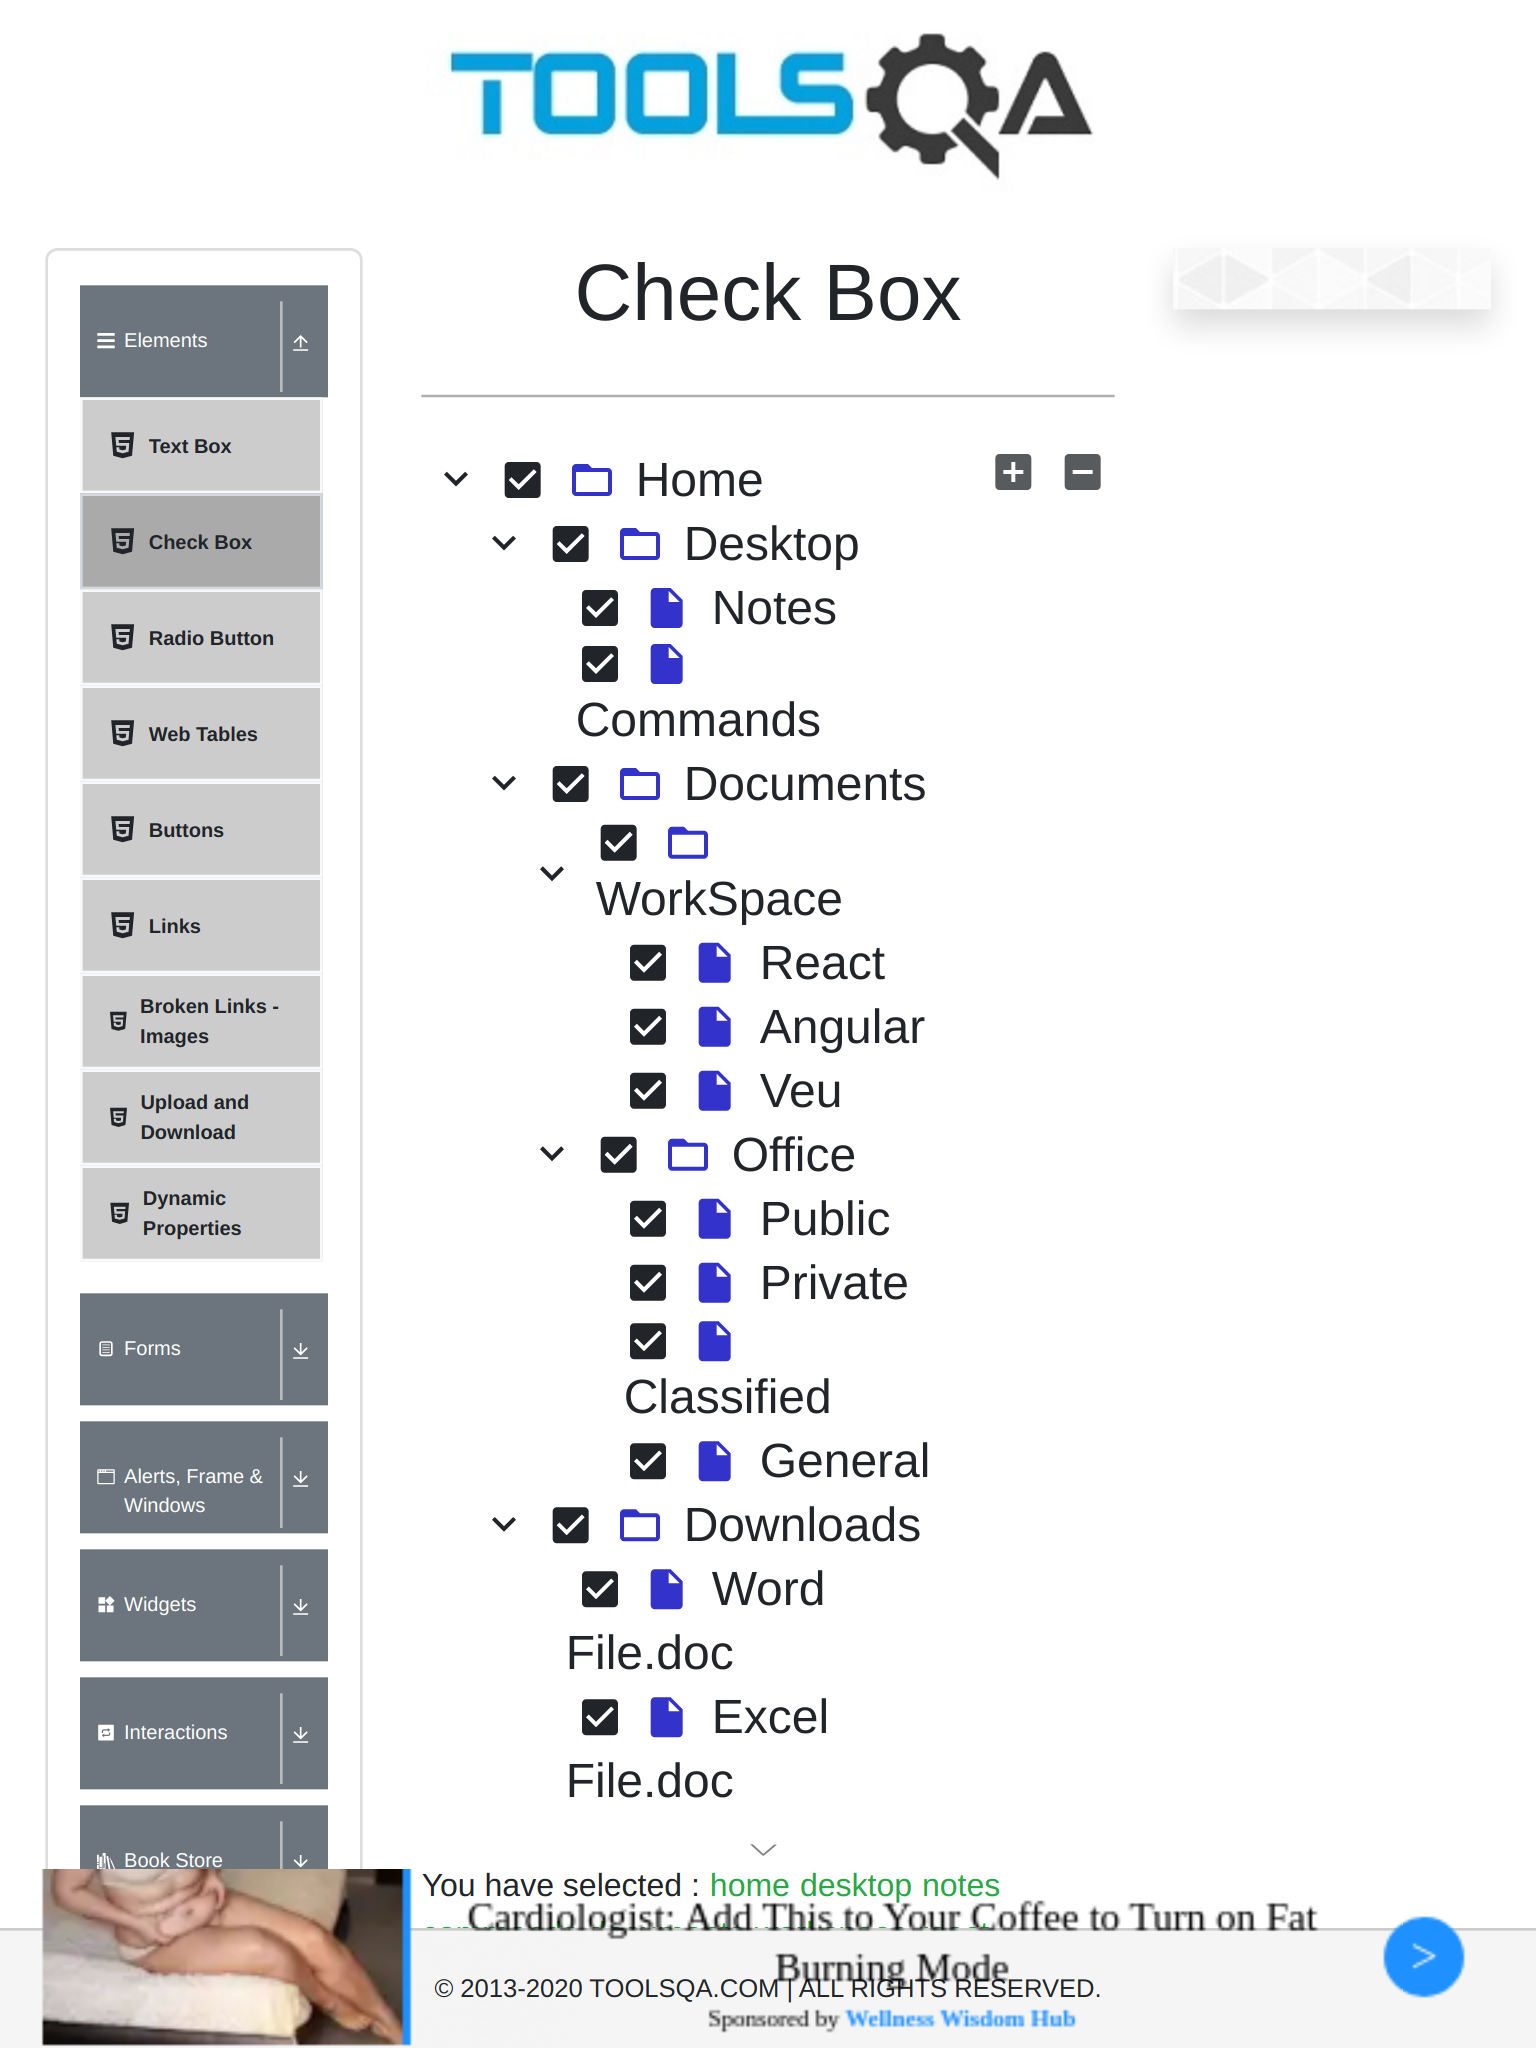 TOOLSQA
Check Box
Elements
Text Box
Check Box
Radio Button
Web Tables
Buttons
Links
Broken Links -
Images
Upload and
Download
Dynamic
Properties
Forms
Alerts, Frame &
Windows
Widgets
Interactions
Book Store
Home
Desktop
Notes
Commands
Documents
WorkSpace
React
Angular
Veu
Office
Public
Private
Classified
General
Downloads
Word
File.doc
Excel
File.doc
You have selected : home desktop notes
Cardiologist: Add This to Your Coffee to Turn on Fat
Burning Mode
© 2013-2020 TOOLSQA.COM | ALL RIGHTS RESERVED.
Sponsored by Wellness Wisdom Hub